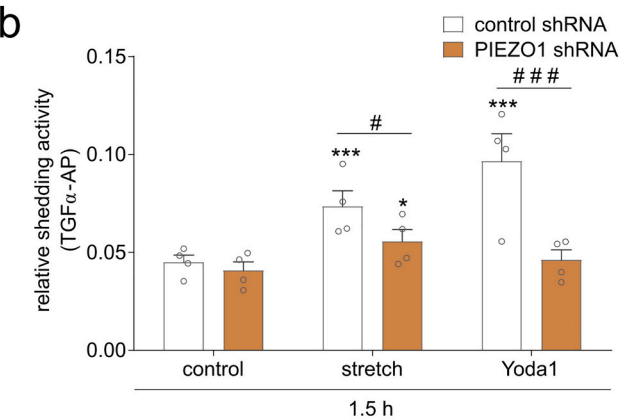 b
control shRNA
PIEZO1 shRNA
relative shedding activity
(TGFα-AP)
0.15
0.10
0.05
0.00
***
#
*
***
# # #
control
stretch
Yoda1
1.5 h